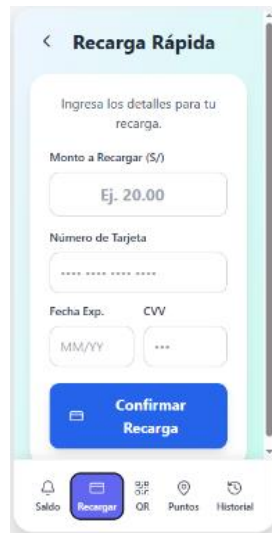 Recarga Rápida
Ingresa los detalles para tu
recarga.
Monto a Recargar (S/)
Ej. 20.00
Número de Tarjeta
---- ---- ---- ----
Fecha Exp. CVV
MM/YY ---
Confirmar
Recarga
Saldo Recargar QR Puntos Historial